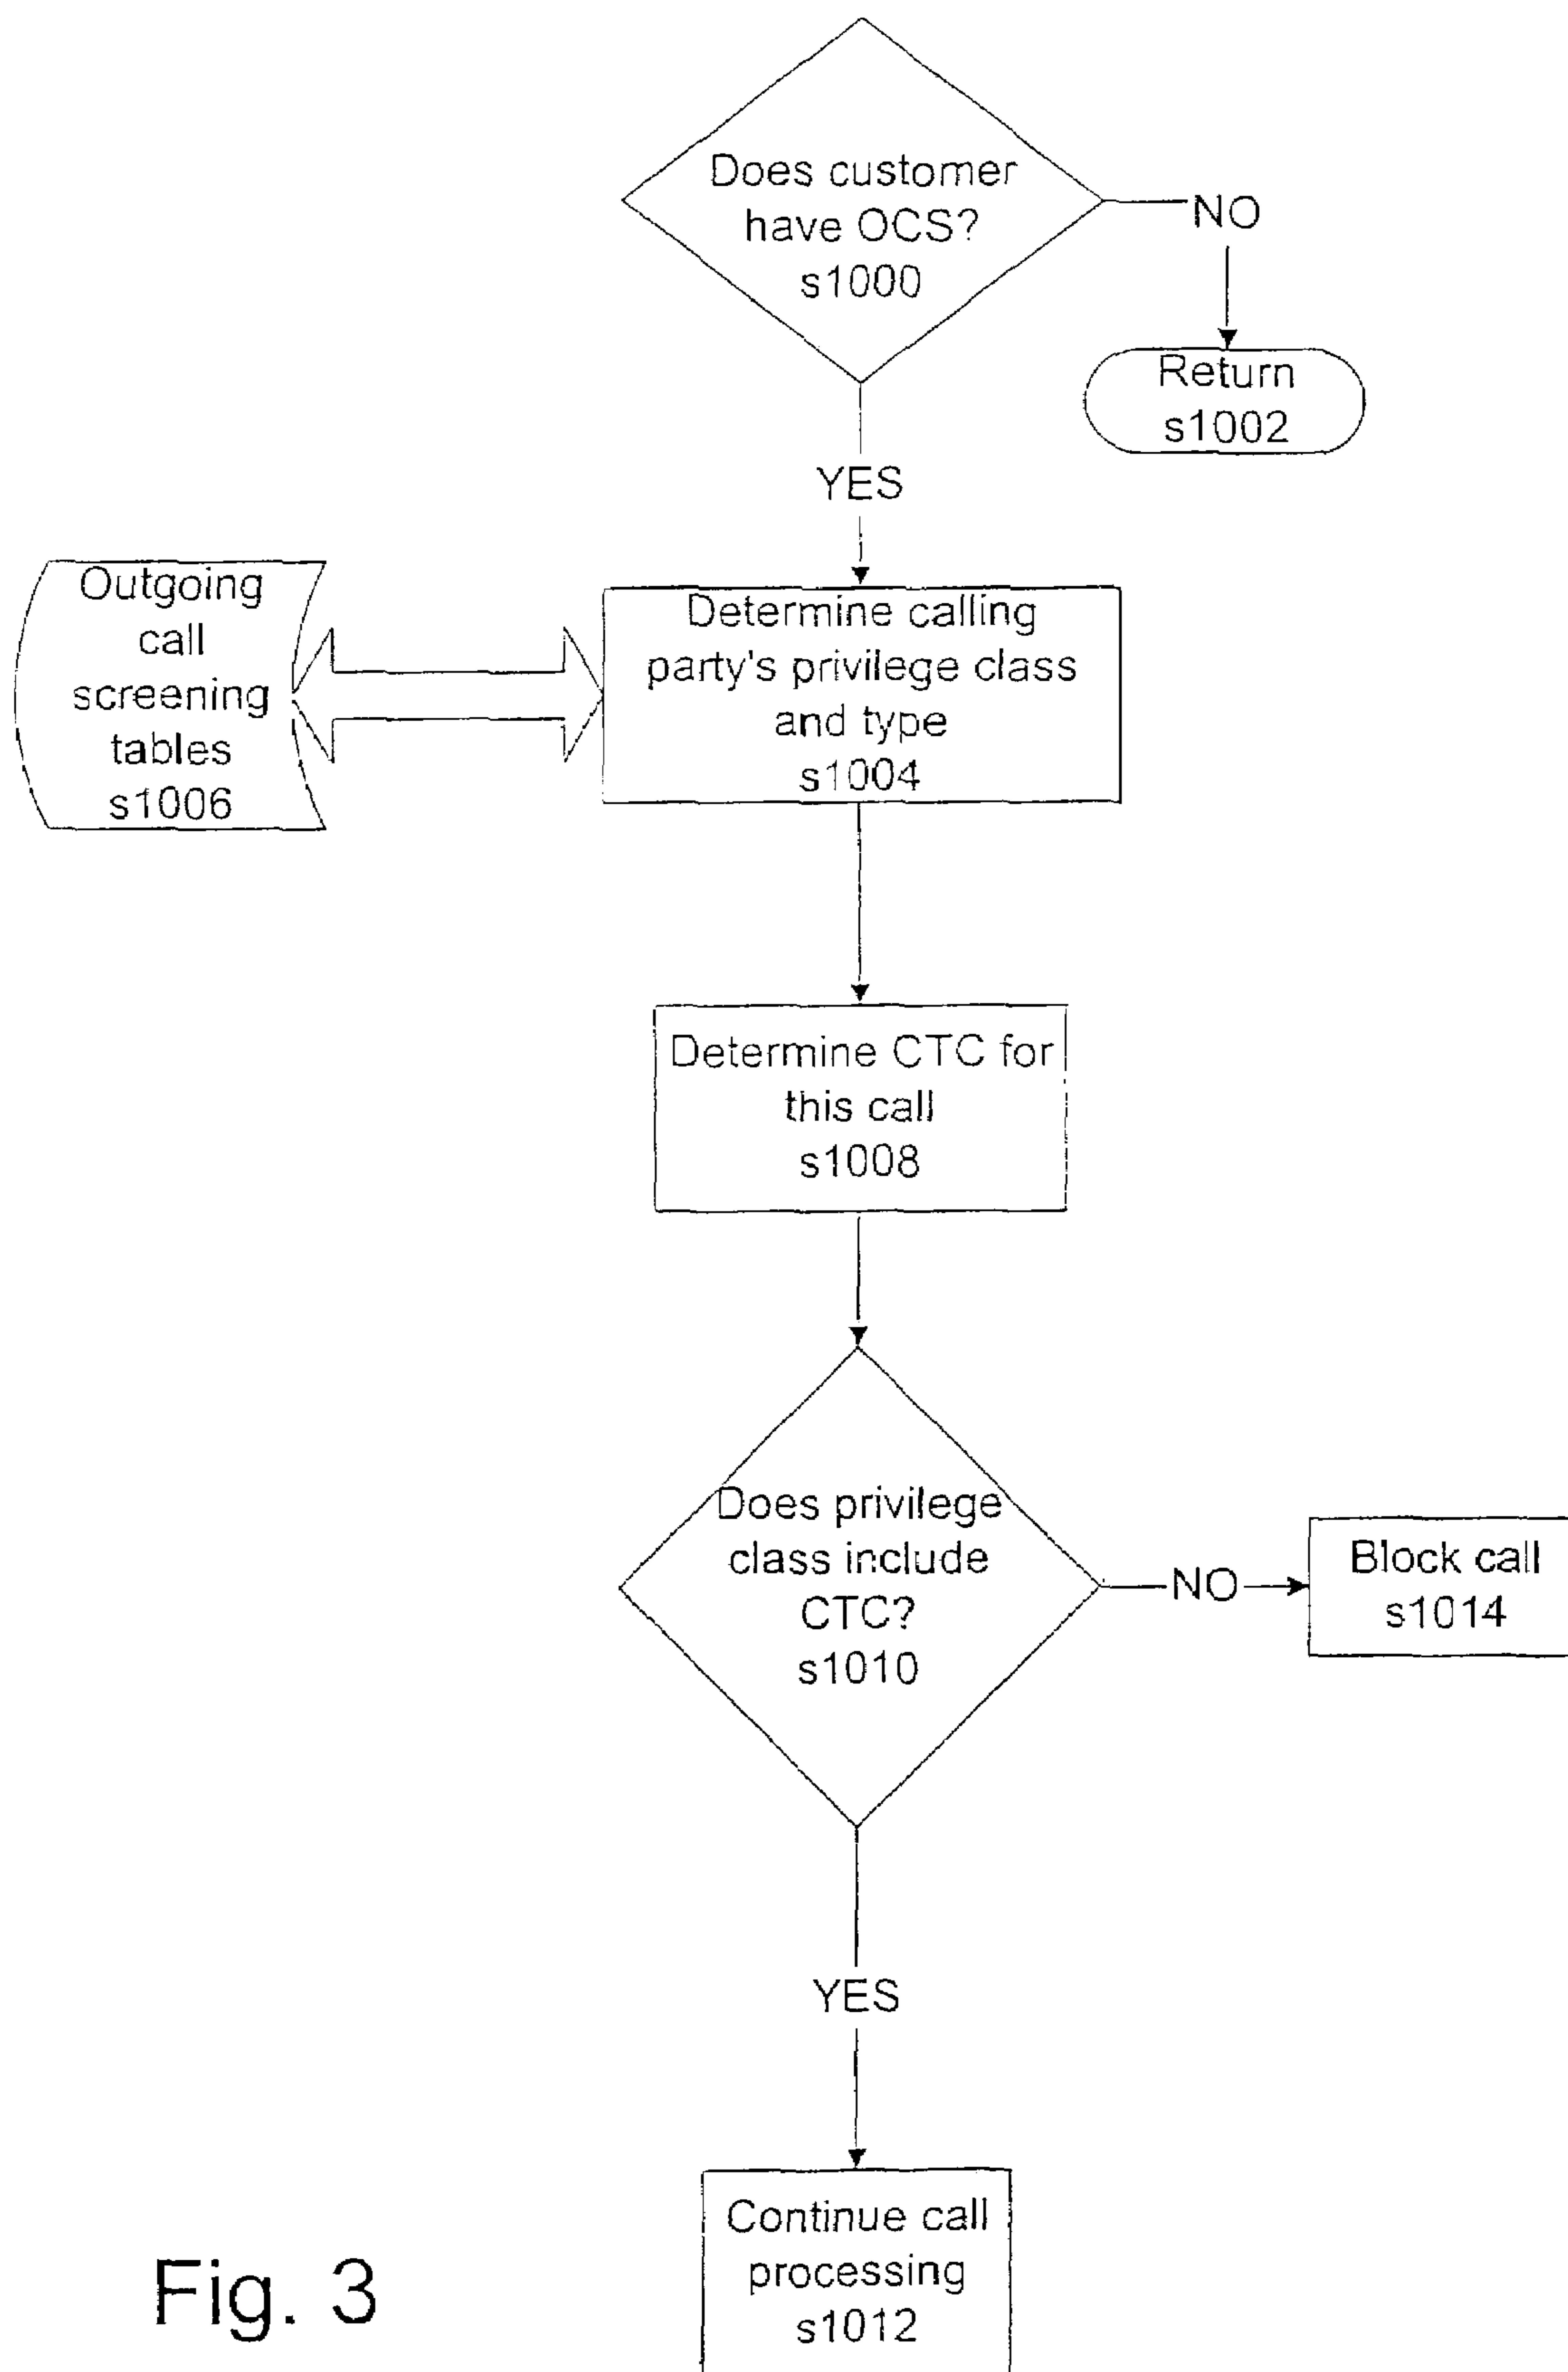 Does customer
have OCS?
s1000
NO
Return
s1002
YES
Outgoing
call
screening
tables
s1006
Determine calling
party's privilege class
and type
s1004
Determine CTC for
this call
s1008
Does privilege
class include
CTC?
s1010
NO
Block call
s1014
YES
Continue call
processing
s1012
Fig. 3